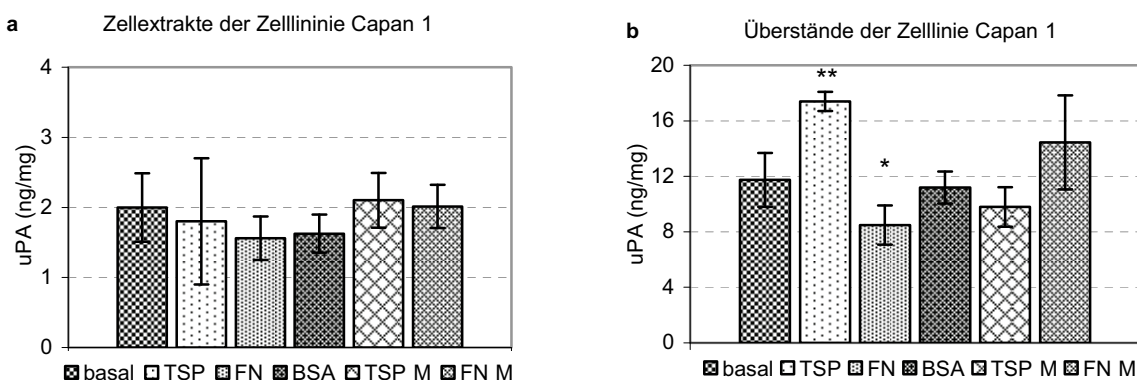 a
Zellextrakte der Zelllininie Capan 1
4
3
2
1
0
uPA (ng/mg)
basal TSP FN BSA TSP M FN M
b
Überstände der Zelllinie Capan 1
20
16
12
8
4
0
uPA (ng/mg)
**
*
basal TSP FN BSA TSP M FN M